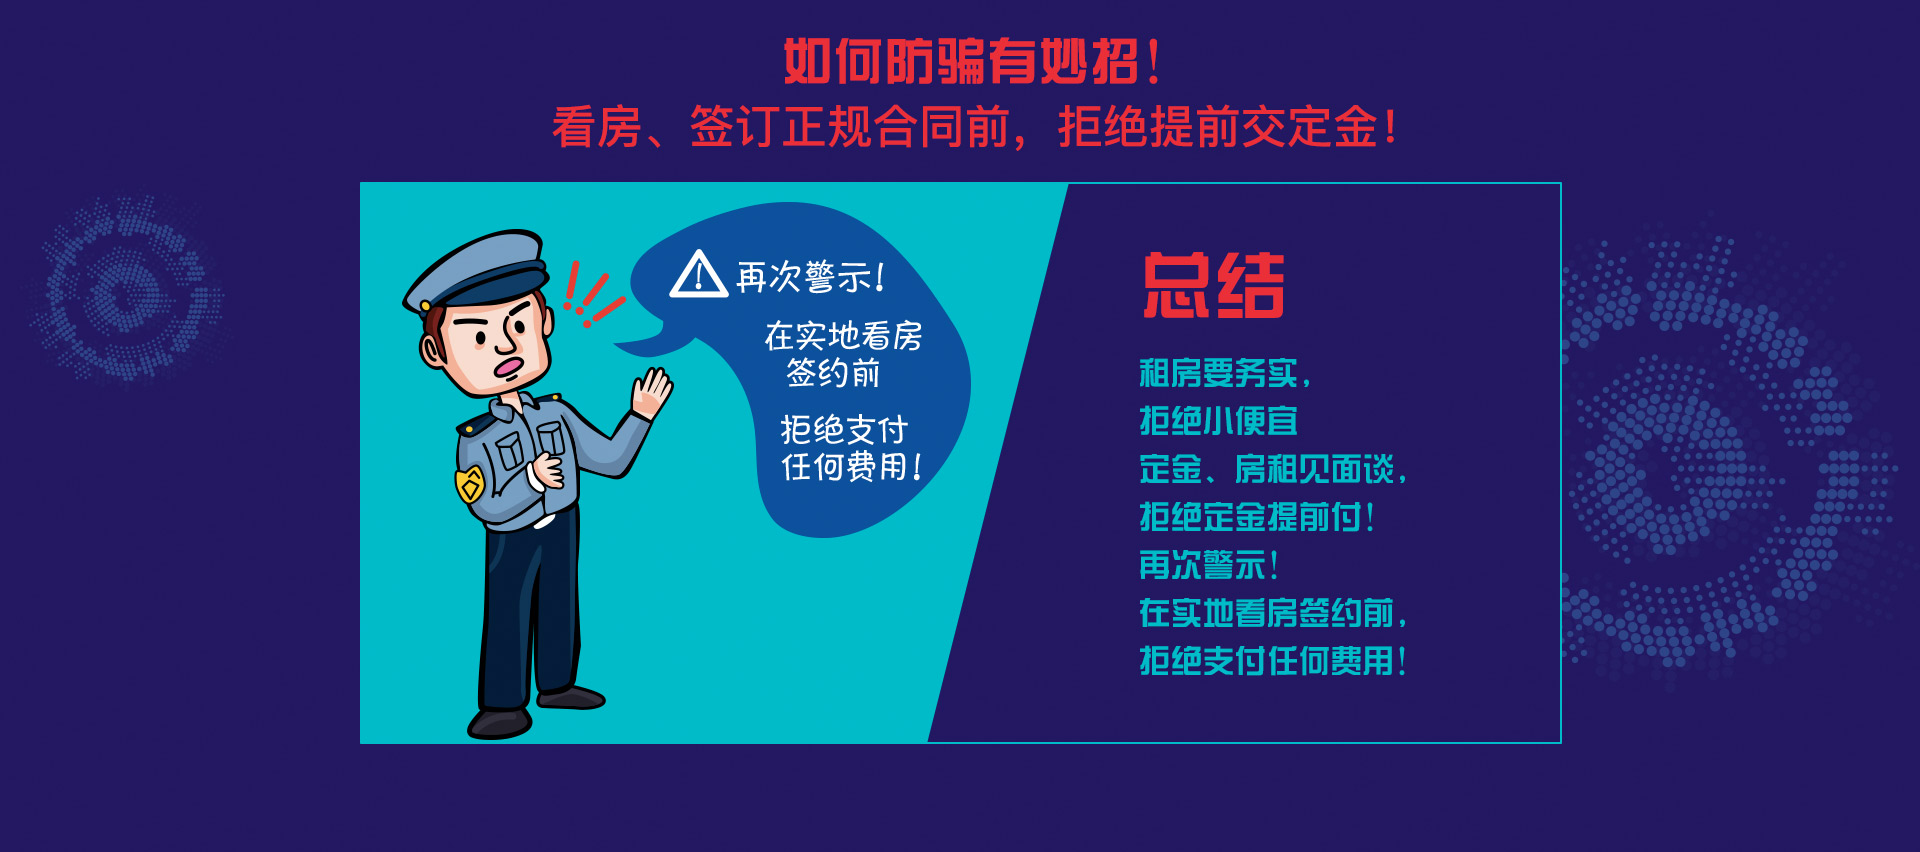 如何防骗有妙招！
看房、签订正规合同前，拒绝提前交定金！
再次警示！
在实地看房
签约前
拒绝支付
任何费用！
总结
租房要务实，
拒绝小便宜
定金、房租见面谈，
拒绝定金提前付！
再次警示！
在实地看房签约前，
拒绝支付任何费用！